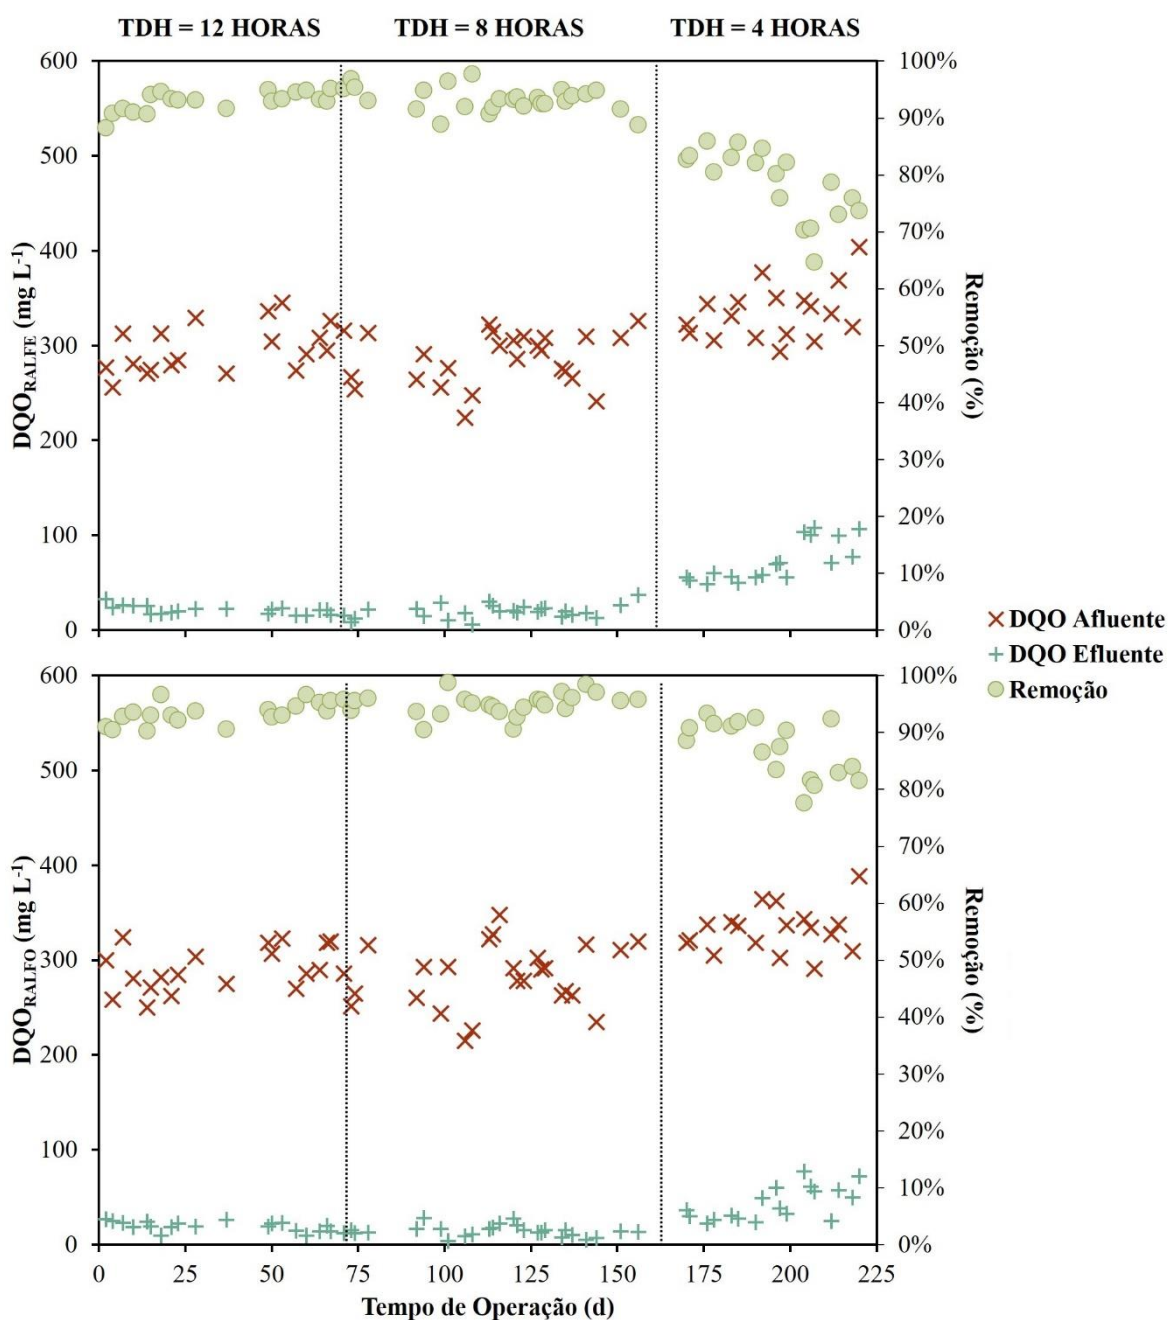 TDH = 12 HORAS TDH = 8 HORAS TDH = 4 HORAS
600 100%
90%
500
80%
400 70%
60%
300 50%
40%
200
30%
100 20%
10%
0 0%
DQO_RALFE (mg L⁻¹)
Remoção (%)
DQO Afluente
DQO Efluente
Remoção
600 100%
90%
500
80%
400 70%
60%
300 50%
40%
200
30%
100 20%
10%
0 0%
DQO_RALFO (mg L⁻¹)
Remoção (%)
0 25 50 75 100 125 150 175 200 225
Tempo de Operação (d)